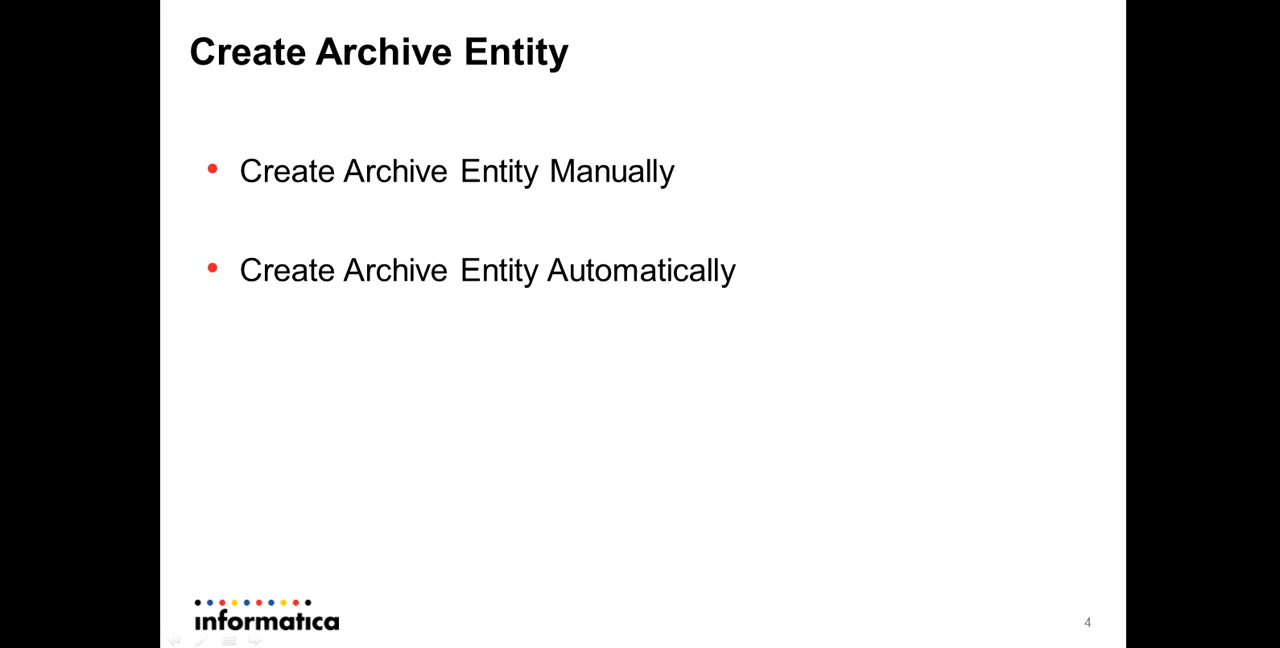 Create Archive Entity
• Create Archive Entity Manually
• Create Archive Entity Automatically
informatica
4